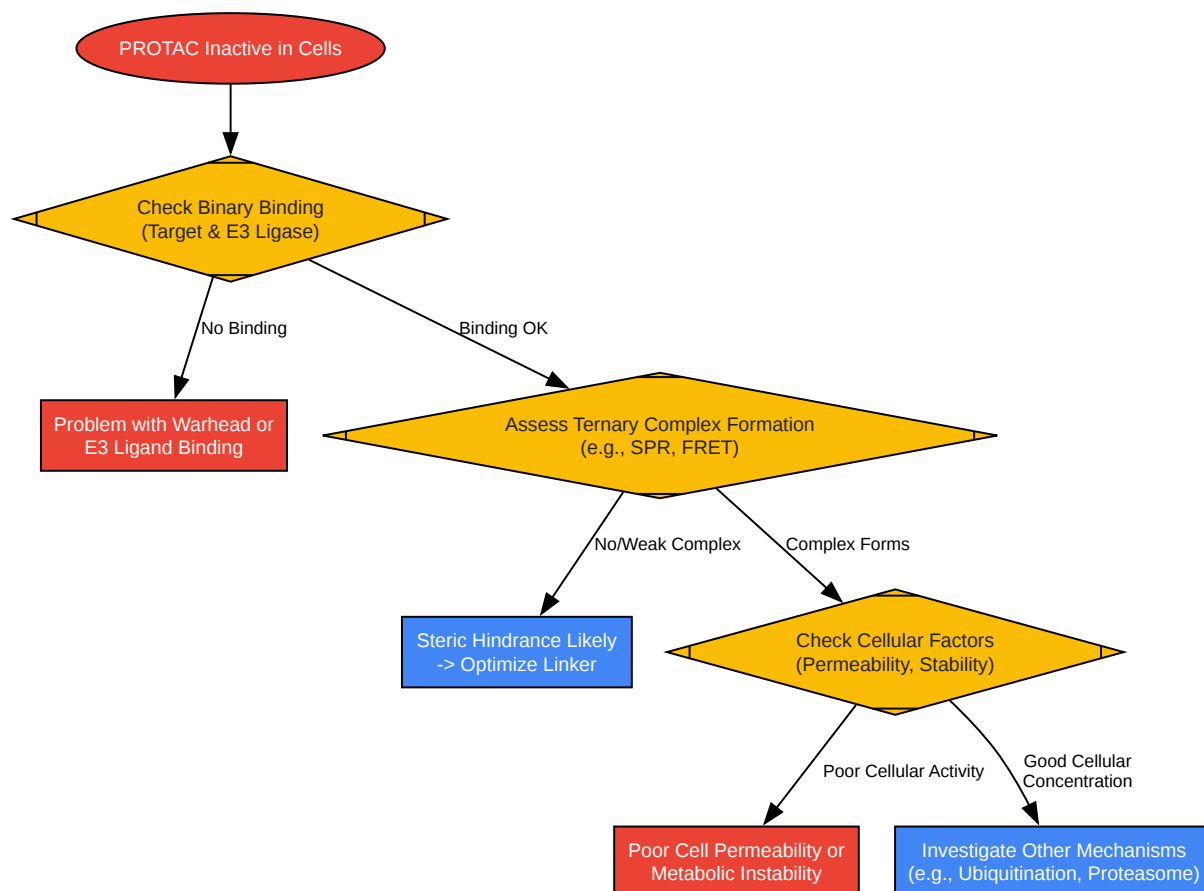 PROTAC Inactive in Cells
Check Binary Binding
(Target & E3 Ligase)
No Binding
Binding OK
Problem with Warhead or
E3 Ligand Binding
Assess Ternary Complex Formation
(e.g., SPR, FRET)
No/Weak Complex
Complex Forms
Steric Hindrance Likely
-> Optimize Linker
Check Cellular Factors
(Permeability, Stability)
Poor Cellular Activity
Good Cellular
Concentration
Poor Cell Permeability or
Metabolic Instability
Investigate Other Mechanisms
(e.g., Ubiquitination, Proteasome)